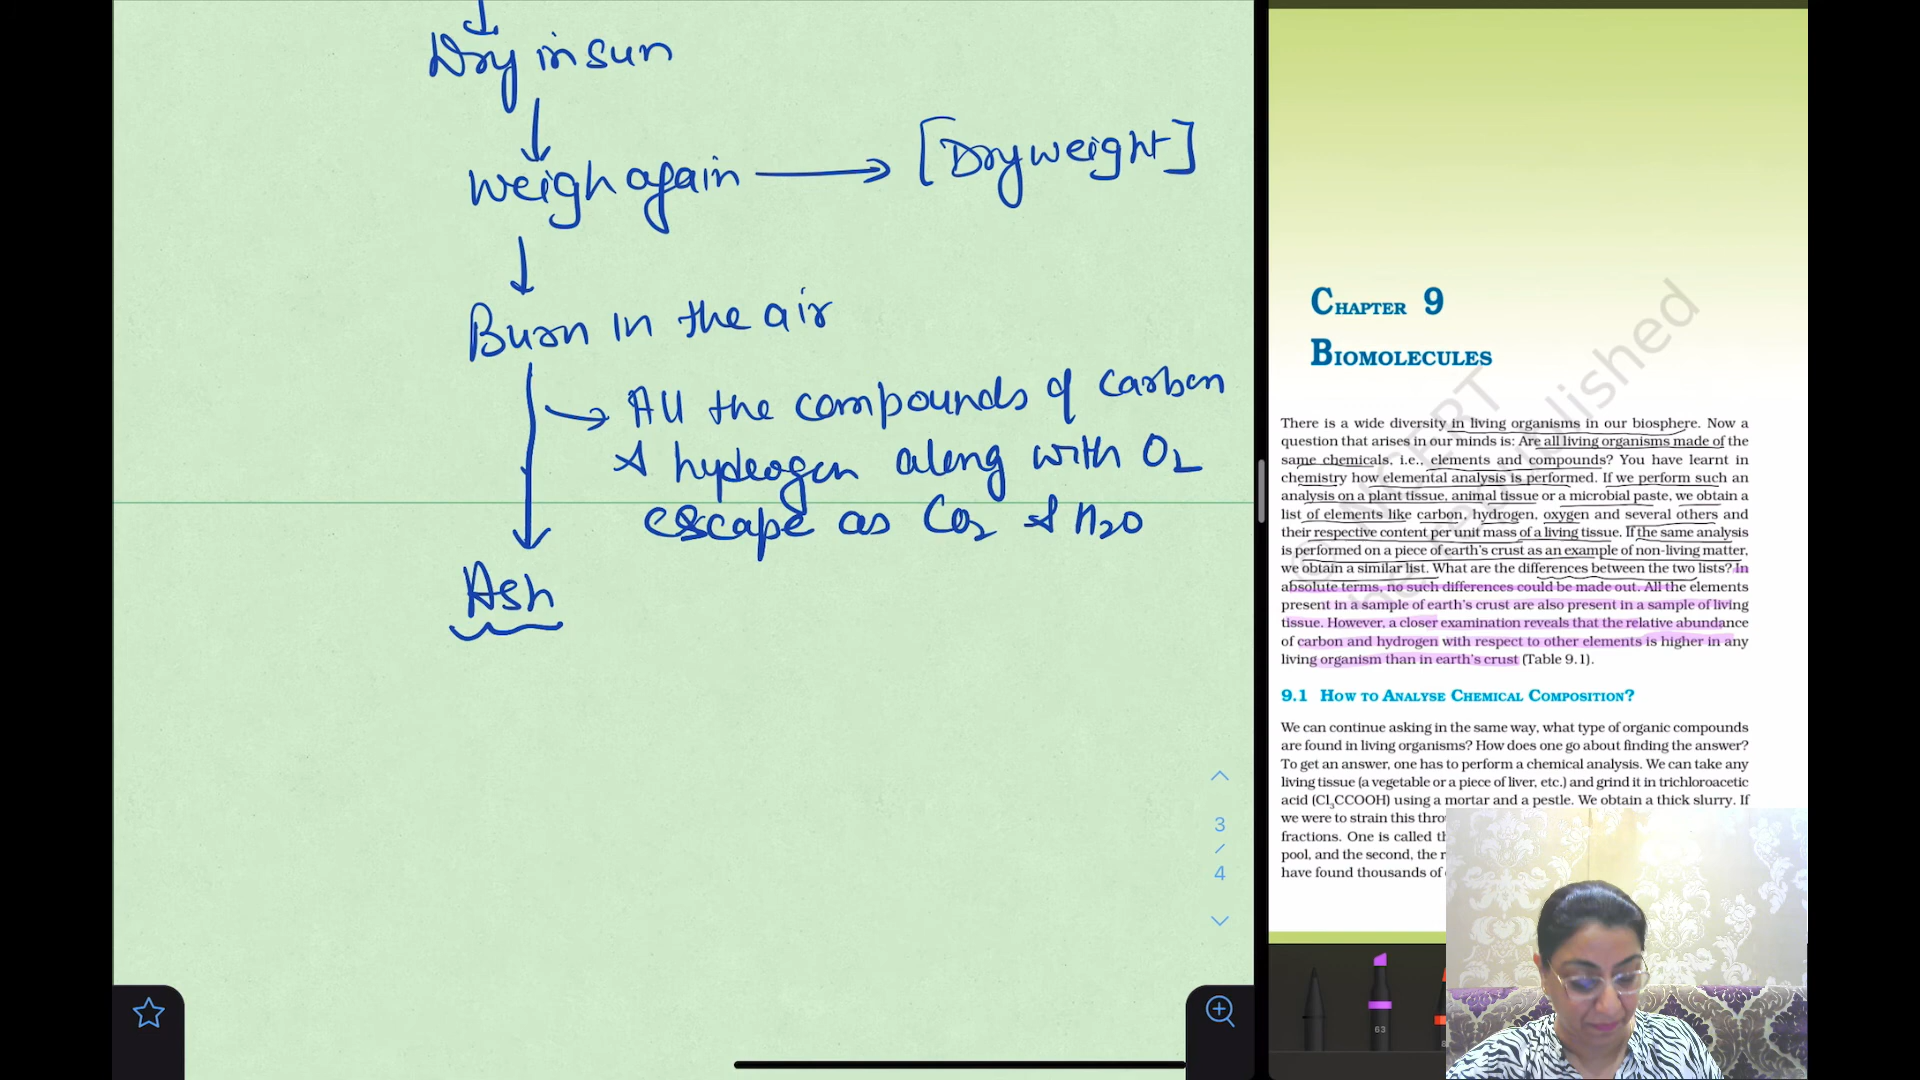 Dry in sun
Weigh again → [Dry weight]
Burn in the air
All the compounds of carbon
& hydrogen along with O2
escape as CO2 & H2O
Ash
3
/
4
CHAPTER 9
BIOMOLECULES
There is a wide diversity in living organisms in our biosphere. Now a
question that arises in our minds is: Are all living organisms made of the
same chemicals, i.e., elements and compounds? You have learnt in
chemistry how elemental analysis is performed. If we perform such an
analysis on a plant tissue, animal tissue or a microbial paste, we obtain a
list of elements like carbon, hydrogen, oxygen and several others and
their respective content per unit mass of a living tissue. If the same analysis
is performed on a piece of earth's crust as an example of non-living matter,
we obtain a similar list. What are the differences between the two lists? In
absolute terms, no such differences could be made out. All the elements
present in a sample of earth's crust are also present in a sample of living
tissue. However, a closer examination reveals that the relative abundance
of carbon and hydrogen with respect to other elements is higher in any
living organism than in earth's crust (Table 9.1).
9.1 HOW TO ANALYSE CHEMICAL COMPOSITION?
We can continue asking in the same way, what type of organic compounds
are found in living organisms? How does one go about finding the answer?
To get an answer, one has to perform a chemical analysis. We can take any
living tissue (a vegetable or a piece of liver, etc.) and grind it in trichloroacetic
acid (Cl3CCOOH) using a mortar and a pestle. We obtain a thick slurry. If
we were to strain this thro
fractions. One is called th
pool, and the second, the r
have found thousands of
63